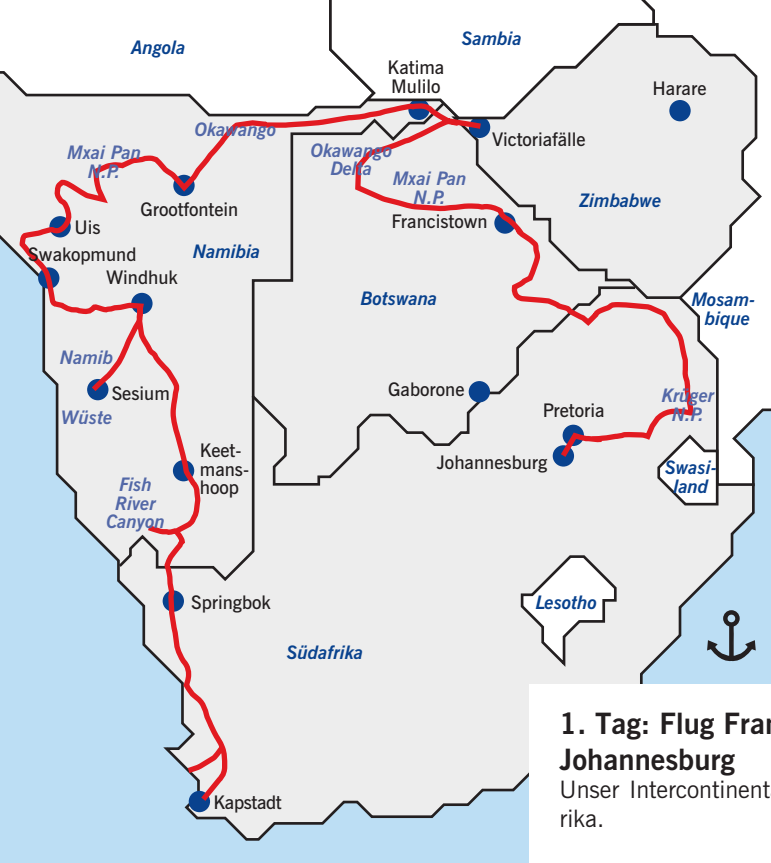 Angola
Sambia
Katima
Mulilo
Harare
Okawango
Victoriafälle
Mxai Pan
N.P.
Okawango
Delta
Mxai Pan
N.P.
Grootfontein
Zimbabwe
Francistown
Uis
Swakopmund
Namibia
Windhuk
Botswana
Mosam-
bique
Namib
Wüste
Sesium
Gaborone
Krüger
N.P.
Pretoria
Johannesburg
Keet-
mans-
hoop
Swasi-
land
Fish
River
Canyon
Springbok
Lesotho
Südafrika
Kapstadt
1. Tag: Flug Fran
Johannesburg
Unser Intercontinent
rika.